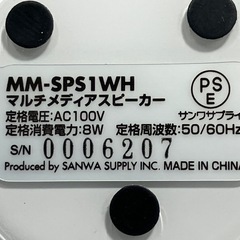 MM-SPS1WH
マルチメディアスピーカー
定格電圧:AC100V
定格消費電力:8W 定格周波数:50/60Hz
S/N 0006207
Produced by SANWA SUPPLY INC. MADE IN CHINA
PS
E
サンワサプライ